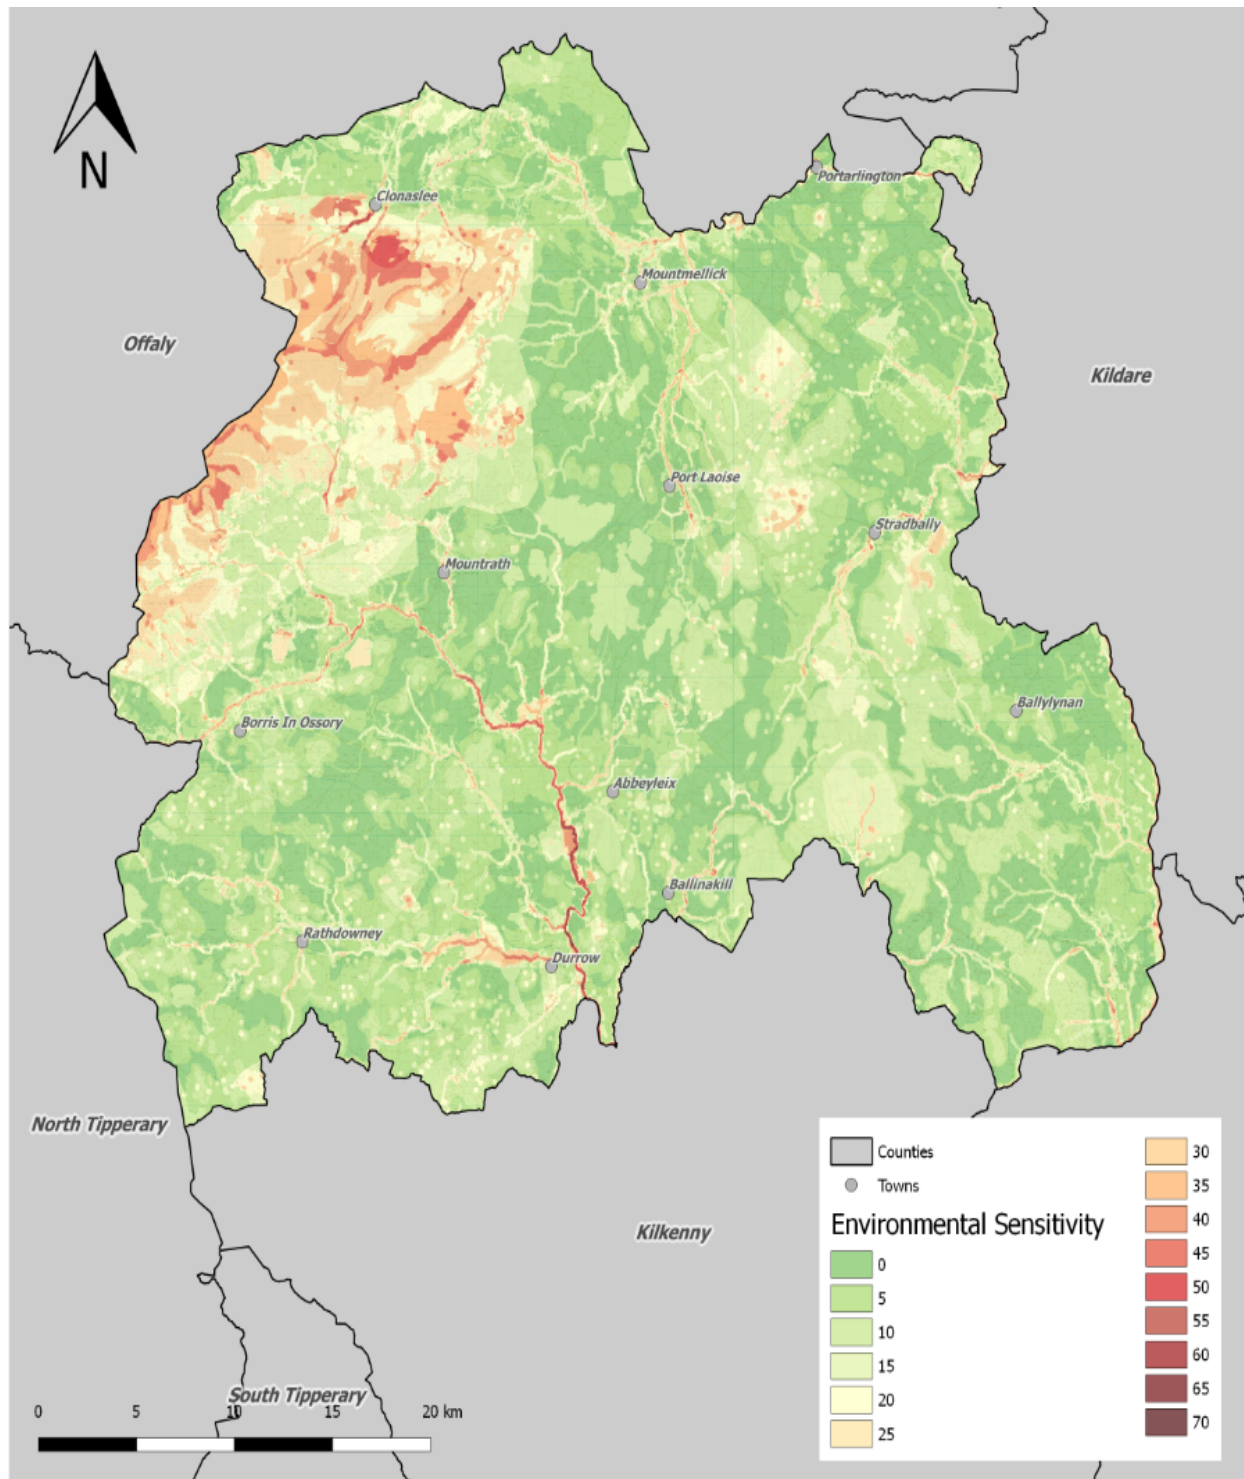 N
Clonaslee
Portarlington
Mountmellick
Offaly
Kildare
Port Laoise
Stradbally
Mountrath
Ballylynan
Borris In Ossory
Abbeyleix
Ballinakill
Rathdowney
Durrow
North Tipperary
Kilkenny
South Tipperary
0 5 10 15 20 km
Counties
Towns
Environmental Sensitivity
0
5
10
15
20
25
30
35
40
45
50
55
60
65
70